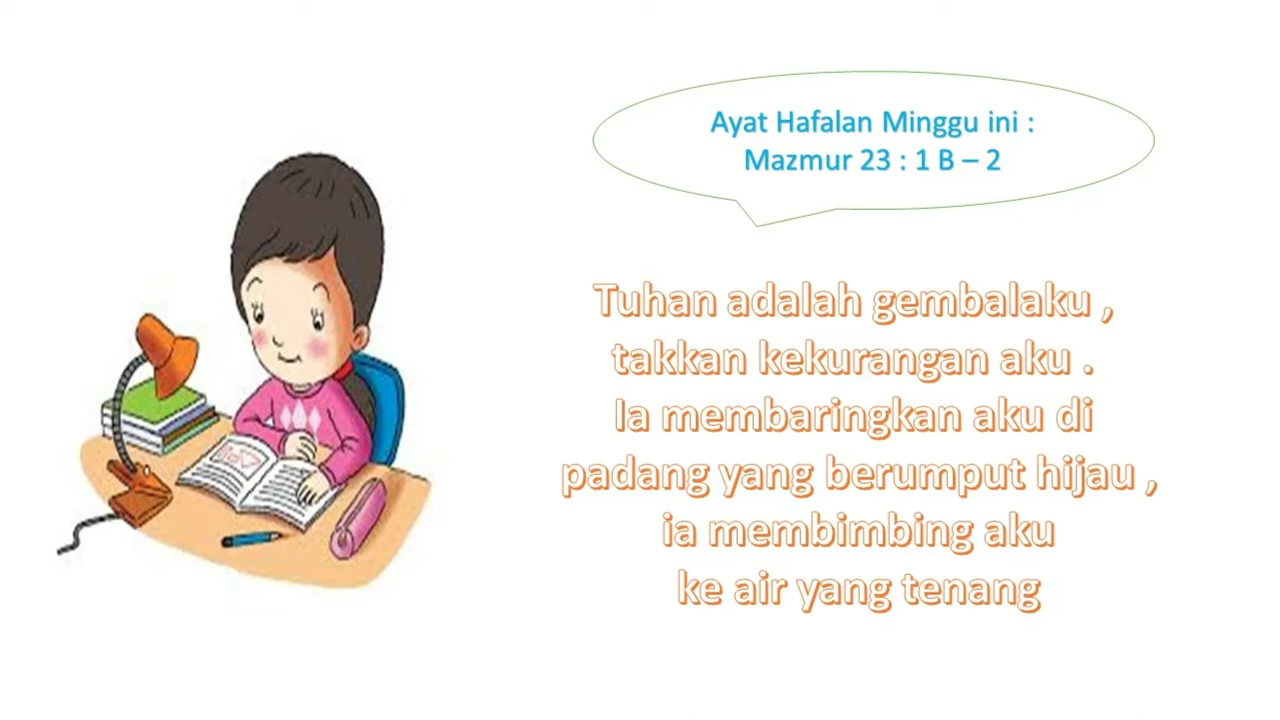 Ayat Hafalan Minggu ini :
Mazmur 23 : 1 B – 2
Tuhan adalah gembalaku ,
takkan kekurangan aku .
Ia membaringkan aku di
padang yang berumput hijau ,
ia membimbing aku
ke air yang tenang